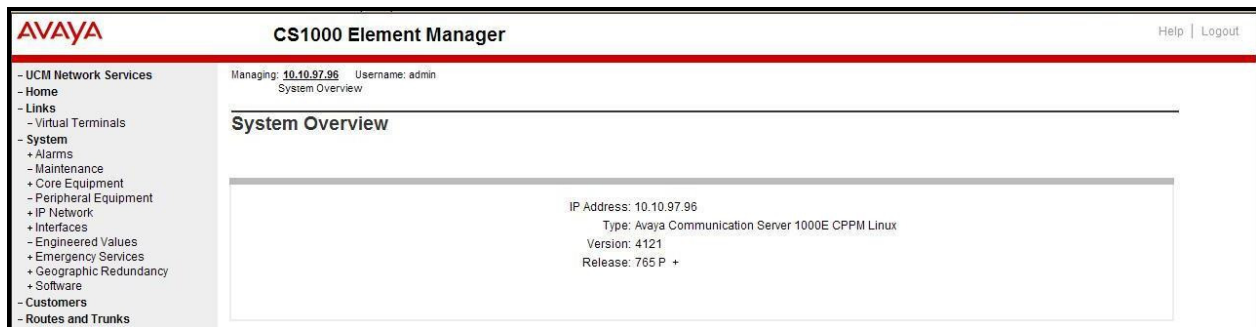 AVAYA
CS1000 Element Manager
Help | Logout
- UCM Network Services
- Home
- Links
- Virtual Terminals
- System
+ Alarms
- Maintenance
+ Core Equipment
- Peripheral Equipment
+ IP Network
+ Interfaces
- Engineered Values
+ Emergency Services
+ Geographic Redundancy
+ Software
- Customers
- Routes and Trunks
Managing: 10.10.97.96 Username: admin
System Overview
System Overview
IP Address: 10.10.97.96
Type: Avaya Communication Server 1000E CPPM Linux
Version: 4121
Release: 765 P +